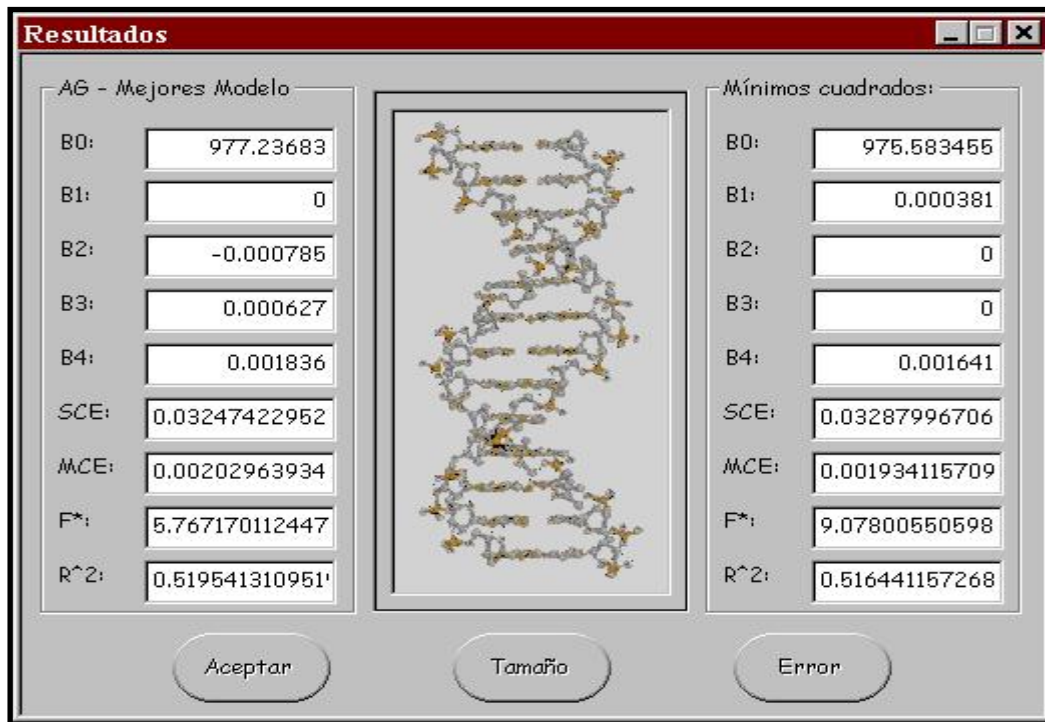 Resultados
AG - Mejores Modelo
B0: 977.23683
B1: 0
B2: -0.000785
B3: 0.000627
B4: 0.001836
SCE: 0.03247422952
MCE: 0.00202963934
F*: 5.767170112447
R^2: 0.519541310951
Mínimos cuadrados:
B0: 975.583455
B1: 0.000381
B2: 0
B3: 0
B4: 0.001641
SCE: 0.03287996706
MCE: 0.001934115709
F*: 9.07800550598
R^2: 0.516441157268
Aceptar
Tamaño
Error